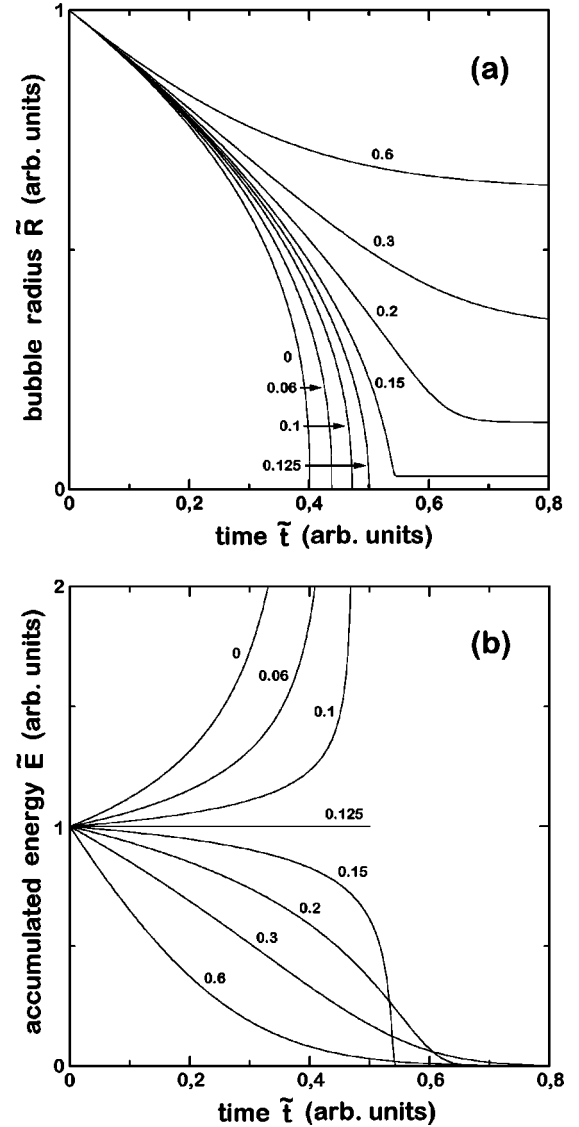 1
(a)
bubble radius R̃ (arb. units)
0.6
0.3
0.2
0.15
0
0.06
0.1
0.125
0
0 0,2 0,4 0,6 0,8
time t̃ (arb. units)
2
(b)
accumulated energy Ẽ (arb. units)
0
0.06
0.1
0.125
1
0.15
0.2
0.3
0.6
0
0 0,2 0,4 0,6 0,8
time t̃ (arb. units)